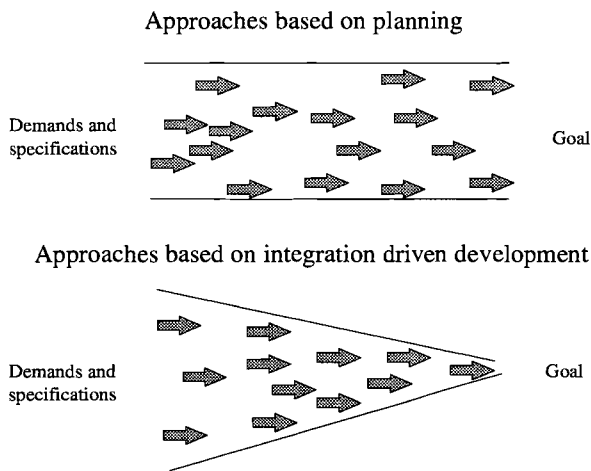 Approaches based on planning
Demands and
specifications
Goal
Approaches based on integration driven development
Demands and
specifications
Goal